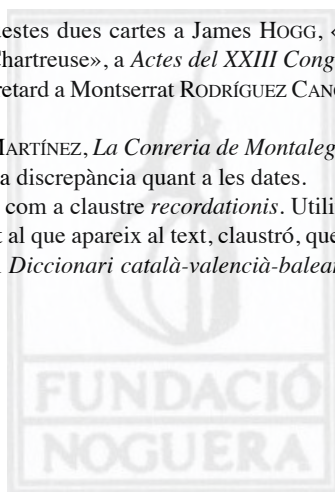 estes dues cartes a James HOGG, «
Chartreuse», a Actes del XXIII Cong
retard a Montserrat RODRÍGUEZ
MARTÍNEZ, La Conreria de Montaleg
a discrepància quant a les dates.
com a claustre recordationis. Utili
al que apareix al text, claustró, que
Diccionari català-valencià-balear
FUNDACIÓ
NOGUERA